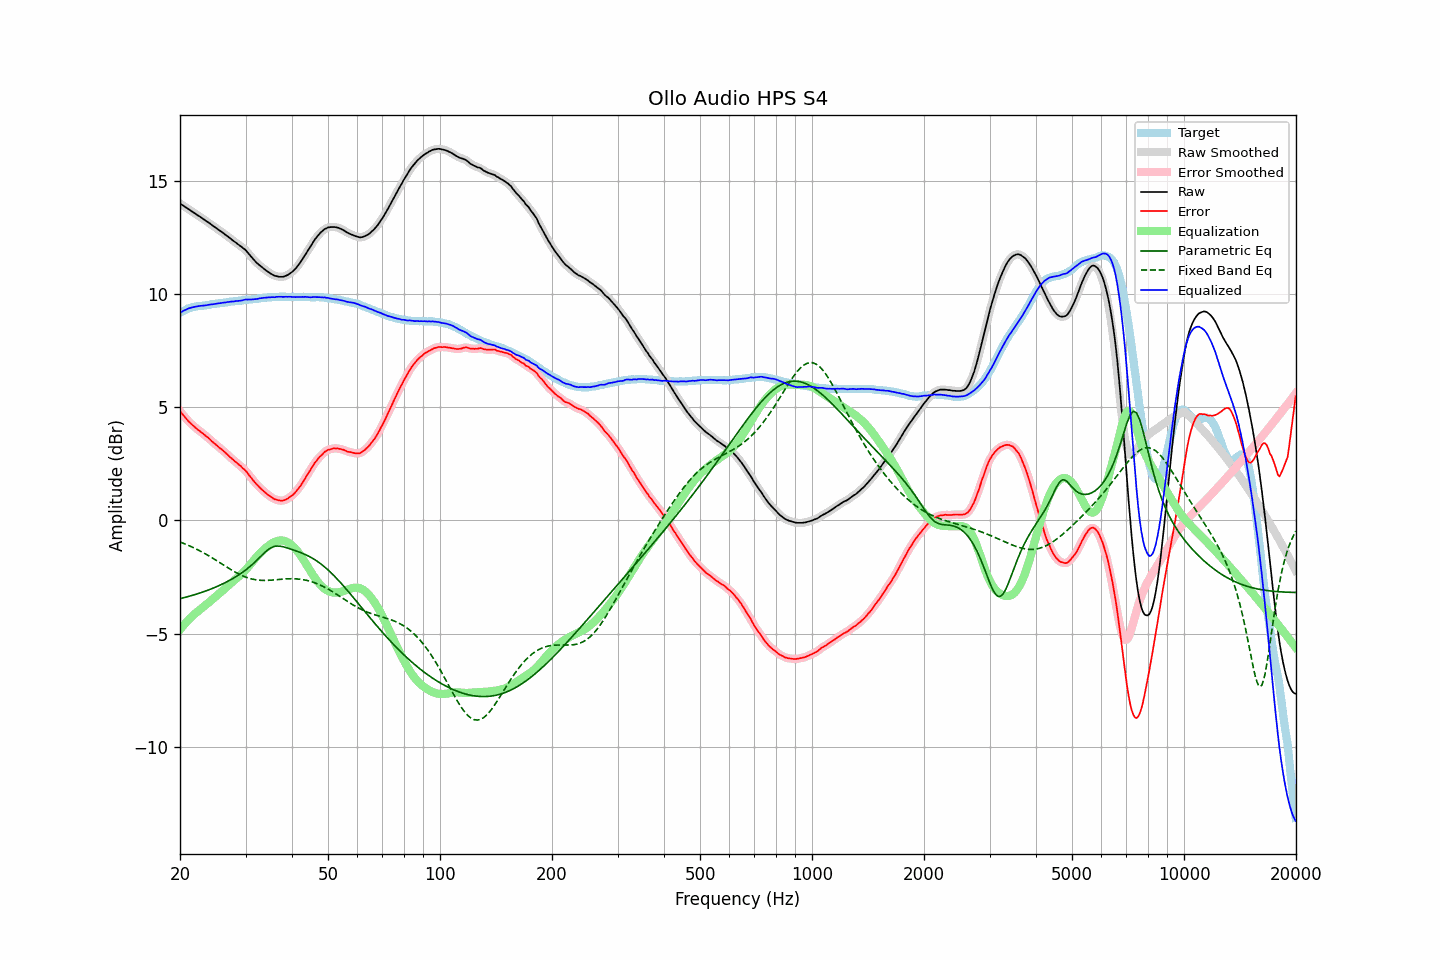 Ollo Audio HPS S4
Target
Raw Smoothed
Error Smoothed
Raw
Error
Equalization
Parametric Eq
Fixed Band Eq
Equalized
Amplitude (dBr)
15
10
5
0
−5
−10
20 50 100 200 500 1000 2000 5000 10000 20000
Frequency (Hz)